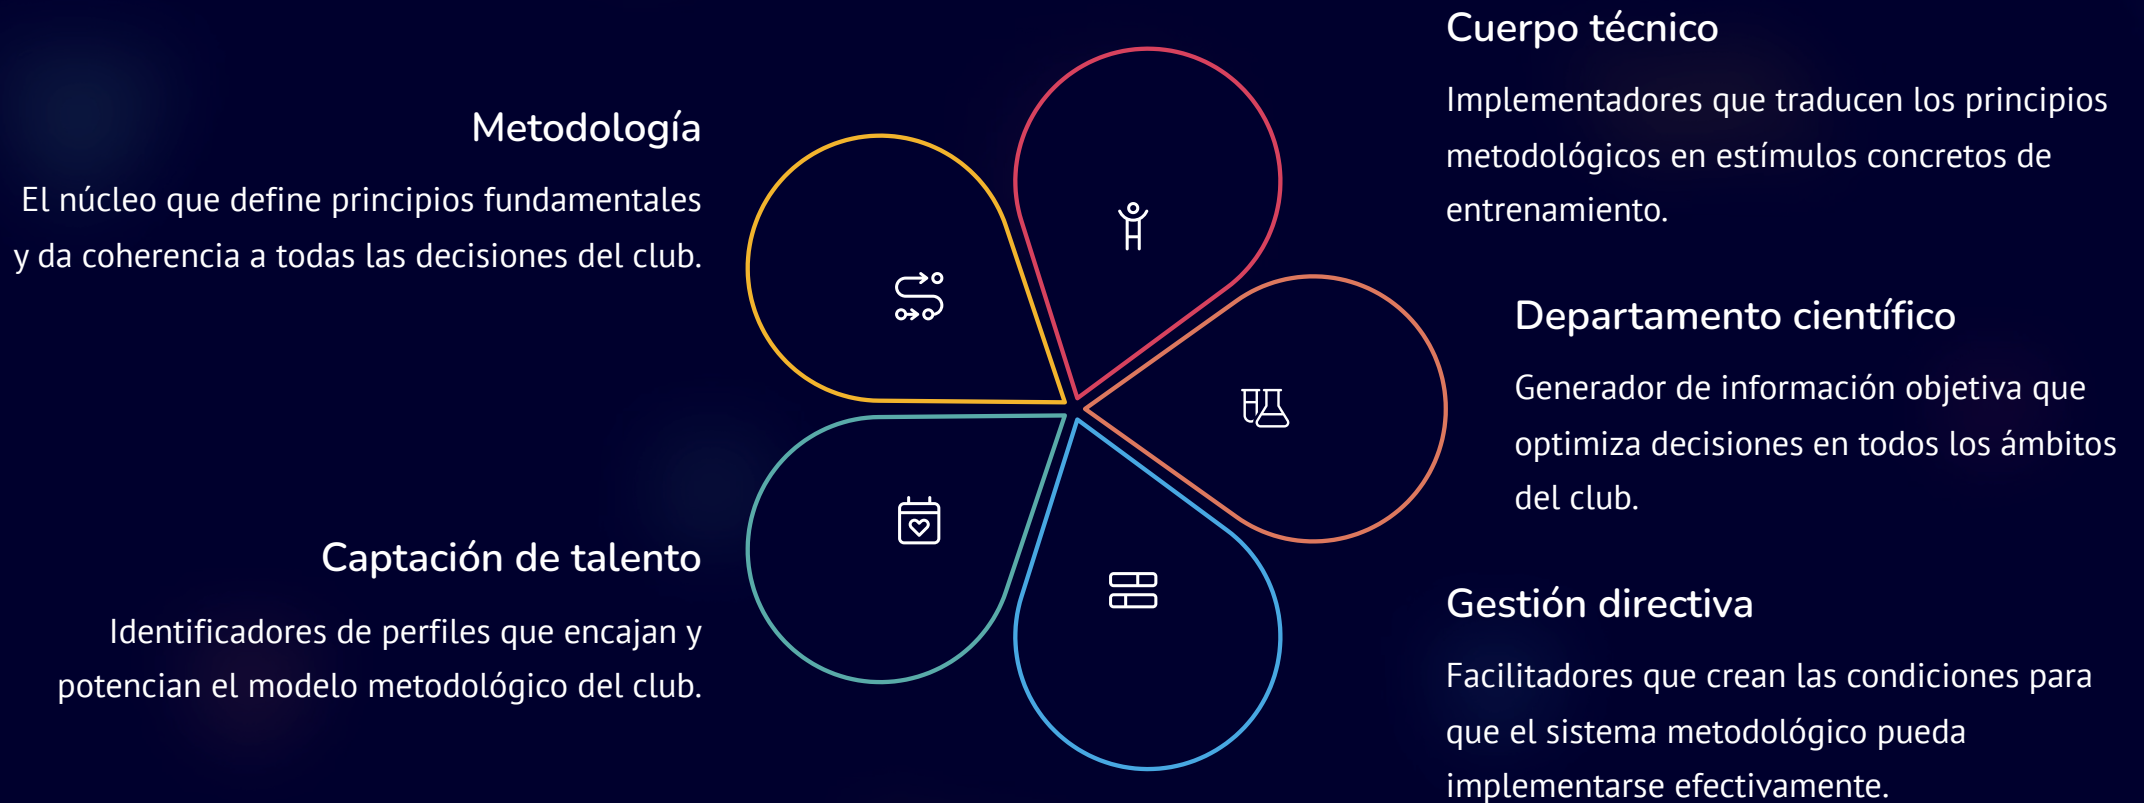 Metodología
El núcleo que define principios fundamentales
y da coherencia a todas las decisiones del club.
Cuerpo técnico
Implementadores que traducen los principios
metodológicos en estímulos concretos de
entrenamiento.
Departamento científico
Generador de información objetiva que
optimiza decisiones en todos los ámbitos
del club.
Gestión directiva
Facilitadores que crean las condiciones para
que el sistema metodológico pueda
implementarse efectivamente.
Captación de talento
Identificadores de perfiles que encajan y
potencian el modelo metodológico del club.